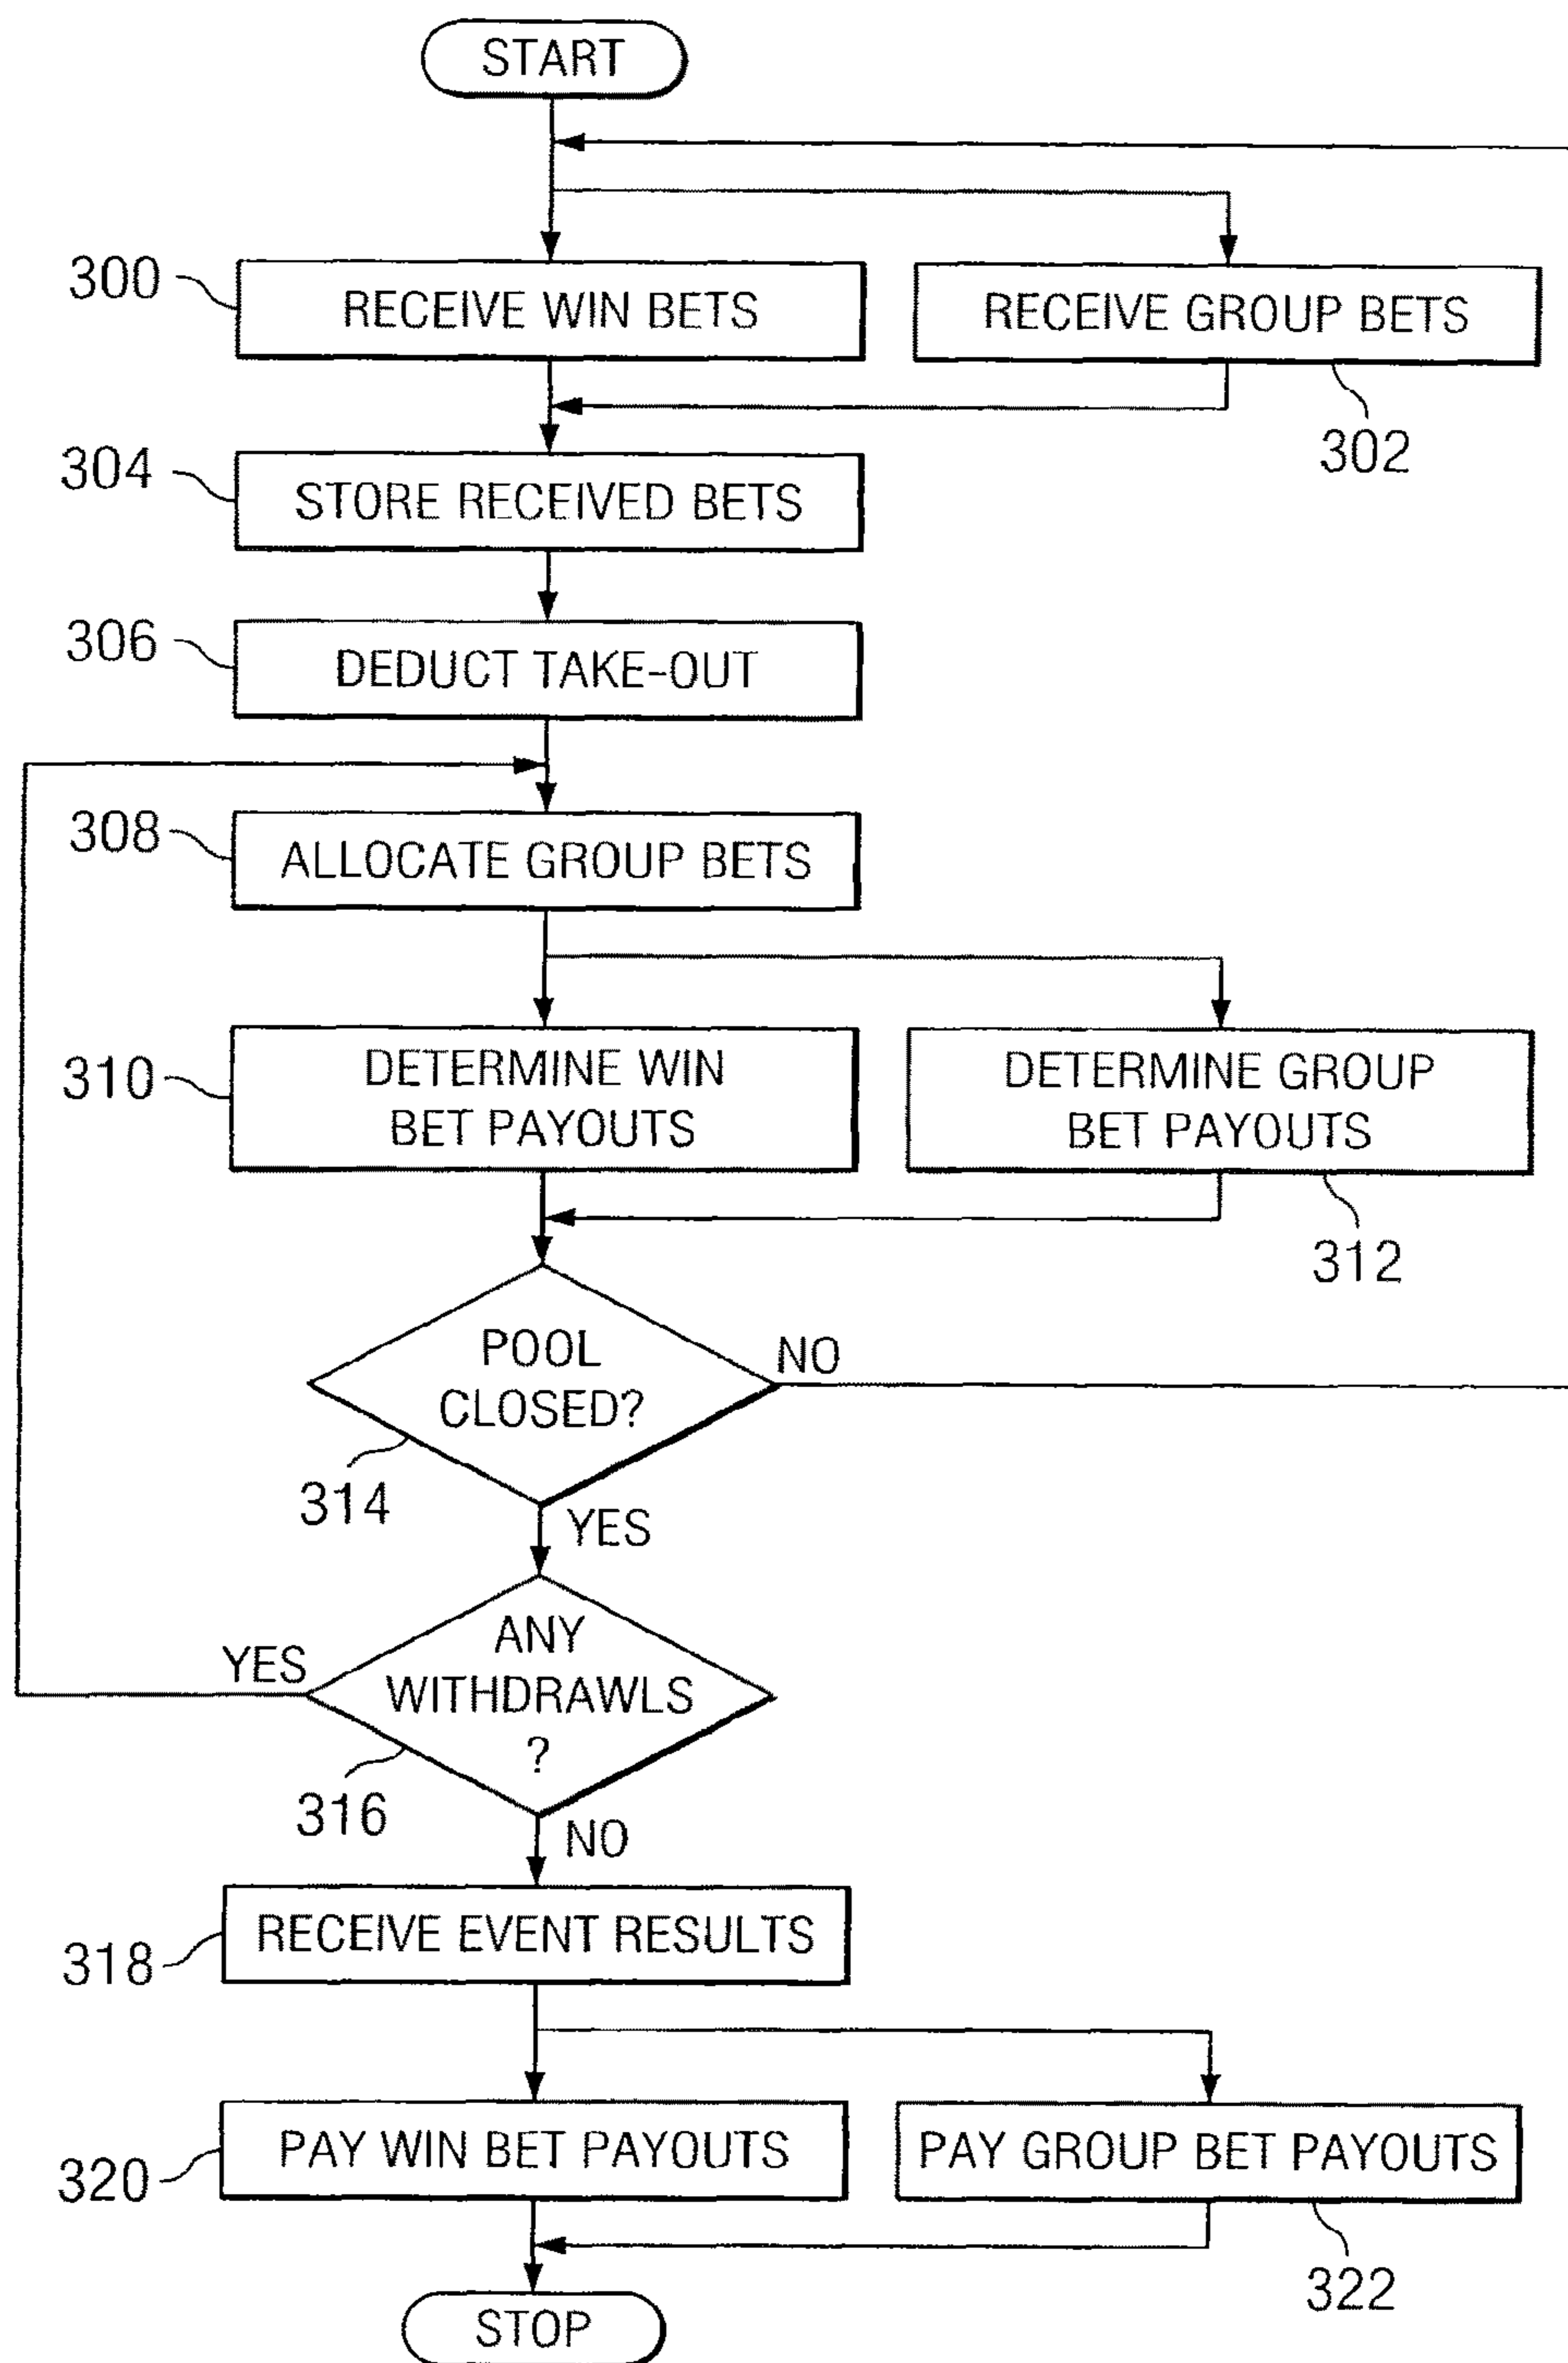 START
300
RECEIVE WIN BETS
RECEIVE GROUP BETS
302
304
STORE RECEIVED BETS
306
DEDUCT TAKE-OUT
308
ALLOCATE GROUP BETS
310
DETERMINE WIN
BET PAYOUTS
DETERMINE GROUP
BET PAYOUTS
312
POOL
CLOSED?
NO
314
YES
ANY
WITHDRAWLS
?
YES
316
NO
318
RECEIVE EVENT RESULTS
320
PAY WIN BET PAYOUTS
PAY GROUP BET PAYOUTS
322
STOP